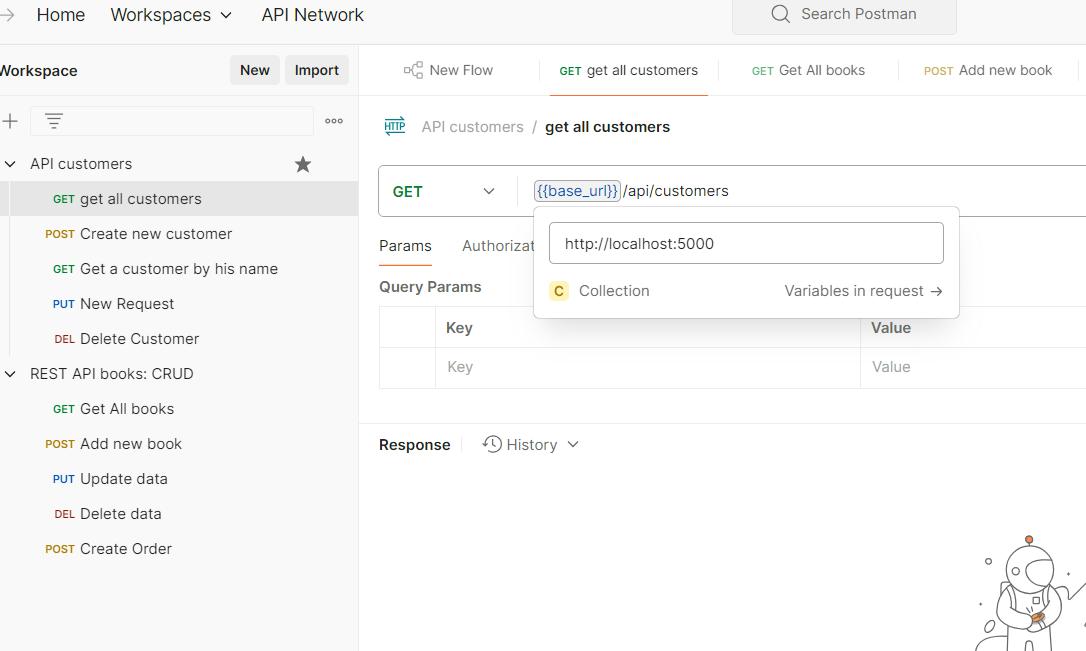 Home Workspaces API Network Search Postman
Workspace New Import
New Flow GET get all customers GET Get All books POST Add new book
HTTP API customers / get all customers
API customers
GET get all customers
POST Create new customer
GET Get a customer by his name
PUT New Request
DEL Delete Customer
REST API books: CRUD
GET Get All books
POST Add new book
PUT Update data
DEL Delete data
POST Create Order
GET {{base_url}}/api/customers
http://localhost:5000
C Collection Variables in request →
Params Authorizat
Query Params
Key Value
Key Value
Response History